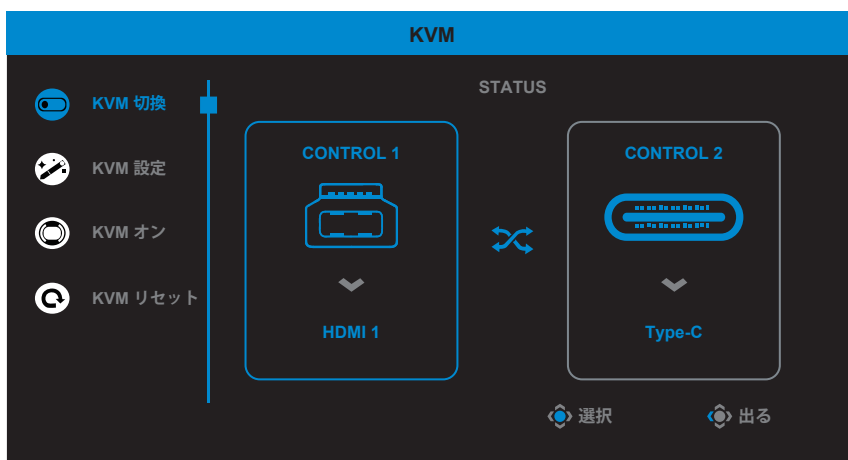 KVM
KVM 切換
KVM 設定
KVM オン
KVM リセット
STATUS
CONTROL 1
HDMI 1
CONTROL 2
Type-C
選択
出る